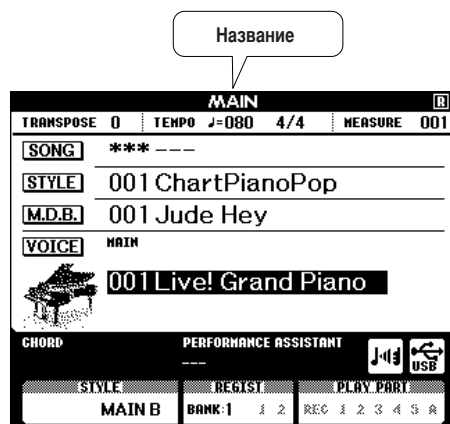 Название
MAIN R
TRANSPOSE 0 TEMPO ♩=080 4/4 MEASURE 001
SONG *** ---
STYLE 001 ChartPianoPop
M.D.B. 001 Jude Hey
VOICE MAIN
001 Live! Grand Piano
CHORD PERFORMANCE ASSISTANT
---
USB
STYLE REGIST PLAY PART
MAIN B BANK:1 1 2 REC 1 2 3 4 5 A